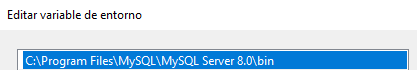 Editar variable de entorno
C:\Program Files\MySQL\MySQL Server 8.0\bin